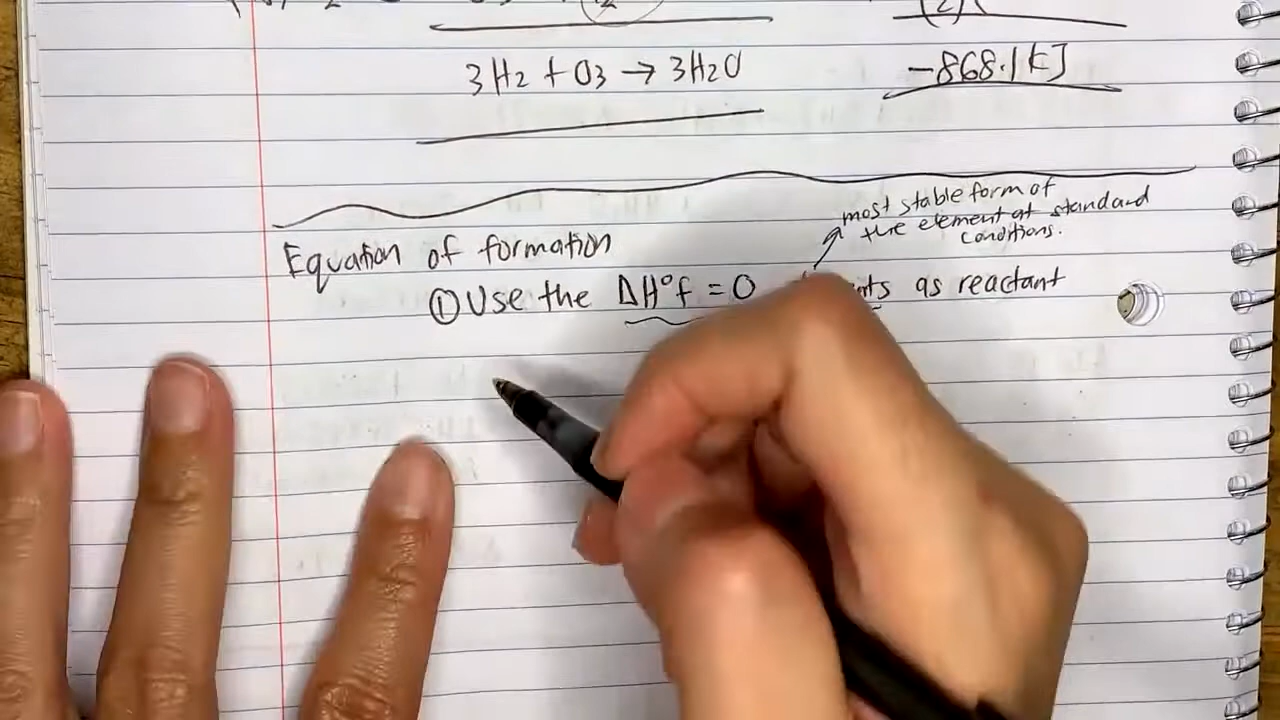 3H2 + O3 → 3H2O
-868.1 kJ
most stable form of
the element at standard
conditions.
Equation of formation
① Use the ΔH°f = 0 as reactant